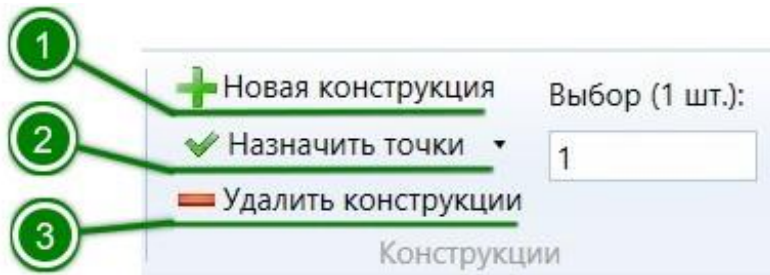 1
Новая конструкция
Выбор (1 шт.):
2
Назначить точки
1
3
Удалить конструкции
Конструкции